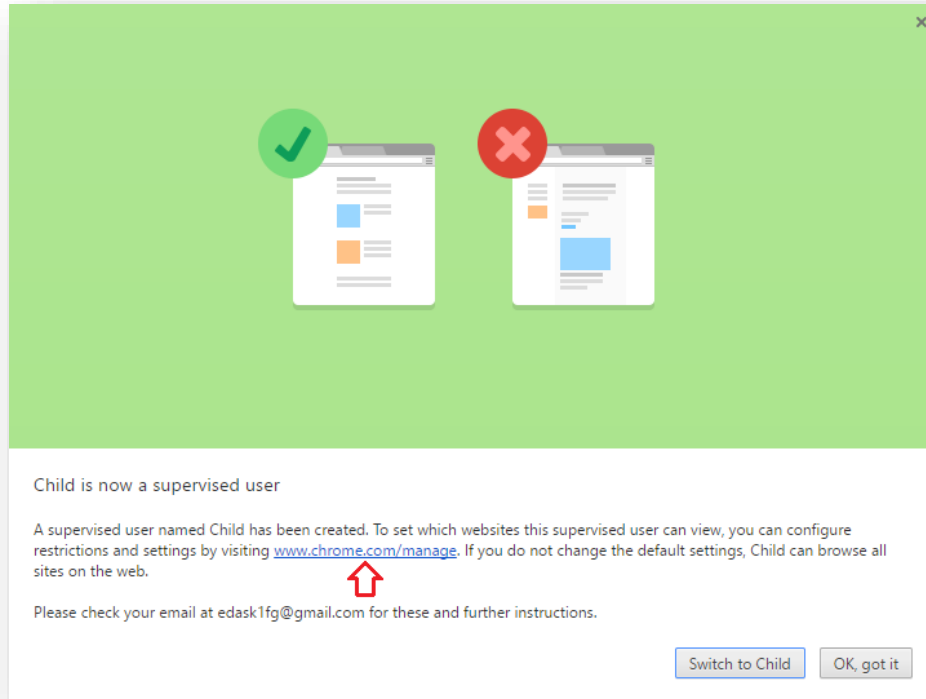 Child is now a supervised user
A supervised user named Child has been created. To set which websites this supervised user can view, you can configure
restrictions and settings by visiting www.chrome.com/manage. If you do not change the default settings, Child can browse all
sites on the web.
Please check your email at edask1fg@gmail.com for these and further instructions.
Switch to Child
OK, got it